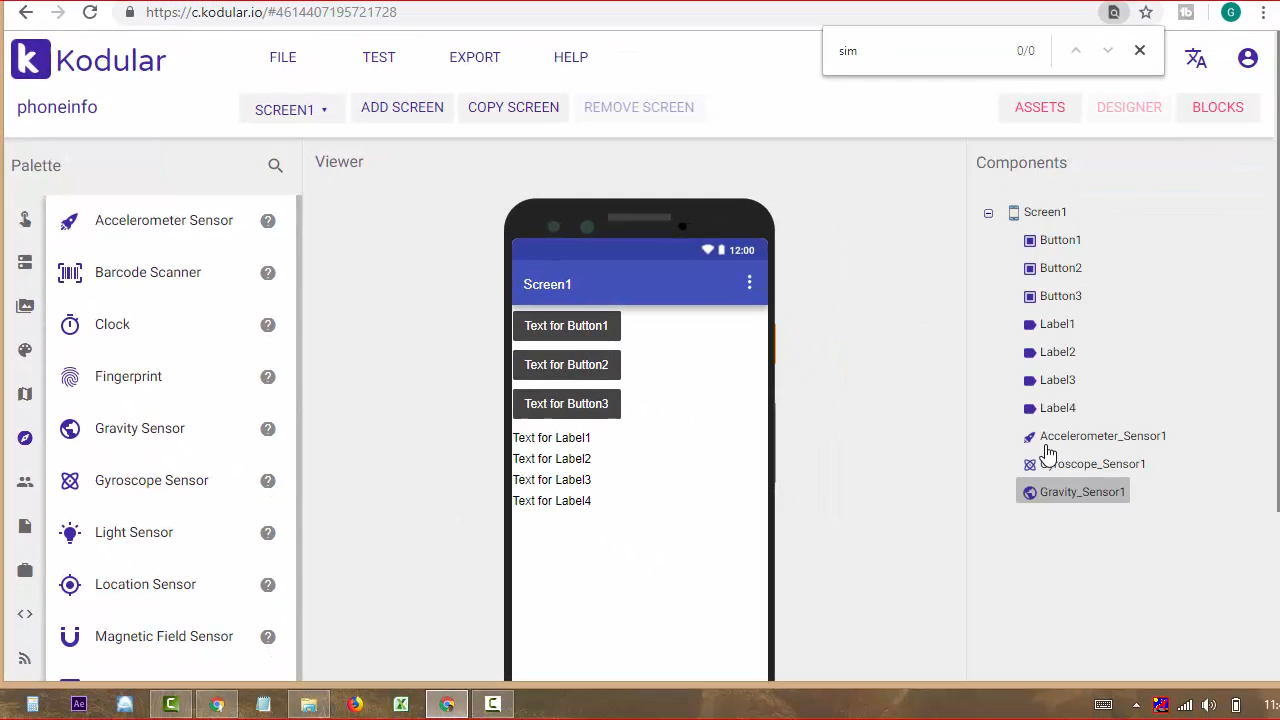 https://c.kodular.io/#4614407195721728
G
sim
0/0
Kodular
FILE
TEST
EXPORT
HELP
phoneinfo
SCREEN1
ADD SCREEN
COPY SCREEN
REMOVE SCREEN
ASSETS
DESIGNER
BLOCKS
Palette
Viewer
Components
Accelerometer Sensor
Barcode Scanner
Clock
Fingerprint
Gravity Sensor
Gyroscope Sensor
Light Sensor
Location Sensor
Magnetic Field Sensor
12:00
Screen1
Text for Button1
Text for Button2
Text for Button3
Text for Label1
Text for Label2
Text for Label3
Text for Label4
Screen1
Button1
Button2
Button3
Label1
Label2
Label3
Label4
Accelerometer_Sensor1
Gyroscope_Sensor1
Gravity_Sensor1
Ae